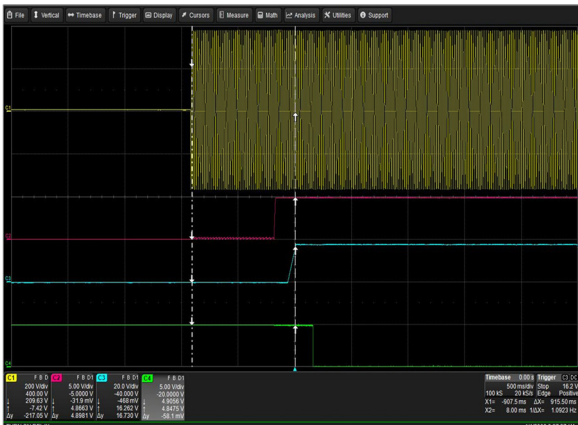 File Vertical Timebase Trigger Display Cursors Measure Math Analysis Utilities Support
C1 F B D C2 F B D1 C3 F B D1 C4 F B D1 Timebase 0.00 s Trigger C3 DC
200 V/div 5.00 V/div 20.0 V/div 5.00 V/div 500 ms/div Stop 16.2 V
400.00 V -5.0000 V -40.000 V -20.0000 V 100 kS 20 kS/s Edge Positive
↓ 209.63 V ↓ -31.9 mV ↓ -468 mV ↓ 4.9056 V X1= -907.5 ms ΔX= 915.50 ms
↑ -7.42 V ↑ 4.8663 V ↑ 16.262 V ↑ 4.8475 V X2= 8.00 ms 1/ΔX= 1.0923 Hz
Δy -217.05 V Δy 4.8981 V Δy 16.730 V Δy -58.1 mV